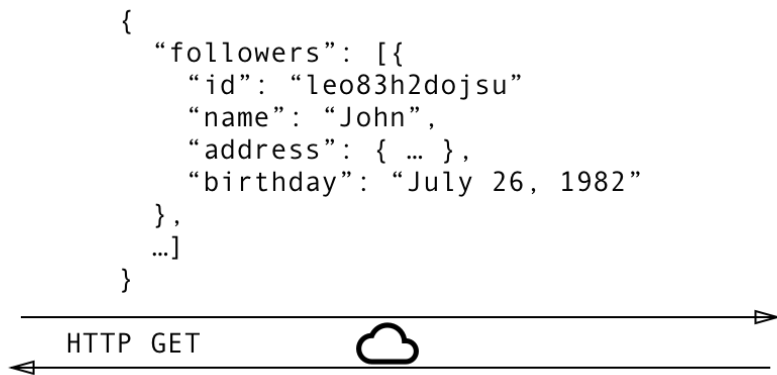 {
“followers”: [{
“id”: “leo83h2dojsu”
“name”: “John”,
“address”: { … },
“birthday”: “July 26, 1982”
},
…]
}
HTTP GET